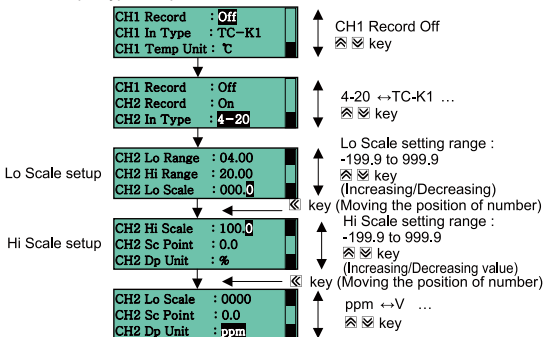 CH1 Record : Off
CH1 In Type : TC-K1
CH1 Temp Unit : ℃
CH1 Record Off
key
CH1 Record : Off
CH2 Record : On
CH2 In Type : 4-20
4-20 ↔TC-K1 ...
key
Lo Scale setup
CH2 Lo Range : 04.00
CH2 Hi Range : 20.00
CH2 Lo Scale : 000.0
Lo Scale setting range :
-199.9 to 999.9
key
(Increasing/Decreasing)
key (Moving the position of number)
Hi Scale setup
CH2 Hi Scale : 100.0
CH2 Sc Point : 0.0
CH2 Dp Unit : %
Hi Scale setting range :
-199.9 to 999.9
key
(Increasing/Decreasing value)
key (Moving the position of number)
CH2 Lo Scale : 0000
CH2 Sc Point : 0.0
CH2 Dp Unit : ppm
ppm ↔V ...
key